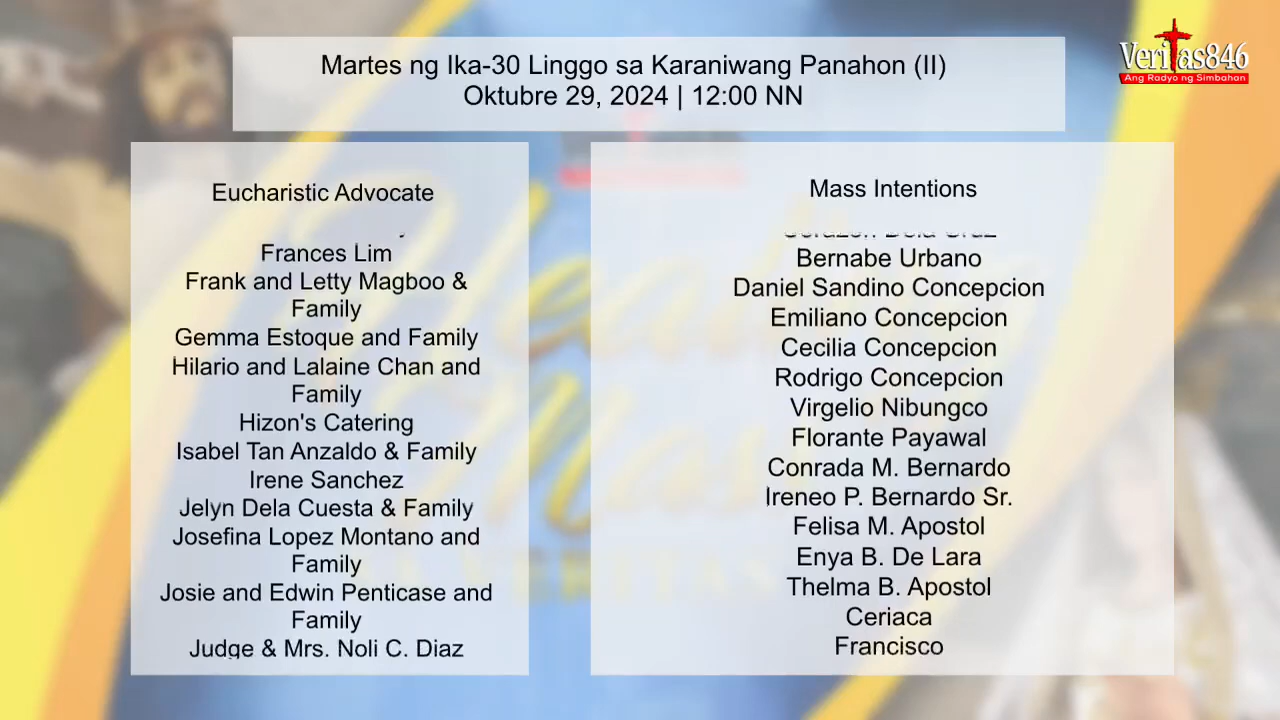 Martes ng Ika-30 Linggo sa Karaniwang Panahon (II)
Oktubre 29, 2024 | 12:00 NN
Veritas846
Ang Radyo ng Simbahan
Eucharistic Advocate
Frances Lim
Frank and Letty Magboo &
Family
Gemma Estoque and Family
Hilario and Lalaine Chan and
Family
Hizon's Catering
Isabel Tan Anzaldo & Family
Irene Sanchez
Jelyn Dela Cuesta & Family
Josefina Lopez Montano and
Family
Josie and Edwin Penticase and
Family
Judge & Mrs. Noli C. Diaz
Mass Intentions
Bernabe Urbano
Daniel Sandino Concepcion
Emiliano Concepcion
Cecilia Concepcion
Rodrigo Concepcion
Virgelio Nibungco
Florante Payawal
Conrada M. Bernardo
Ireneo P. Bernardo Sr.
Felisa M. Apostol
Enya B. De Lara
Thelma B. Apostol
Ceriaca
Francisco